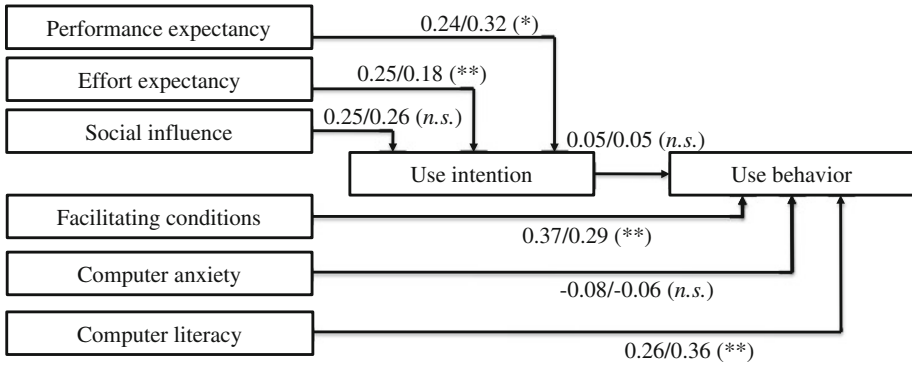 Performance expectancy
0.24/0.32 (*)
Effort expectancy
0.25/0.18 (**)
Social influence
0.25/0.26 (n.s.)
Use intention
0.05/0.05 (n.s.)
Use behavior
Facilitating conditions
0.37/0.29 (**)
Computer anxiety
-0.08/-0.06 (n.s.)
Computer literacy
0.26/0.36 (**)